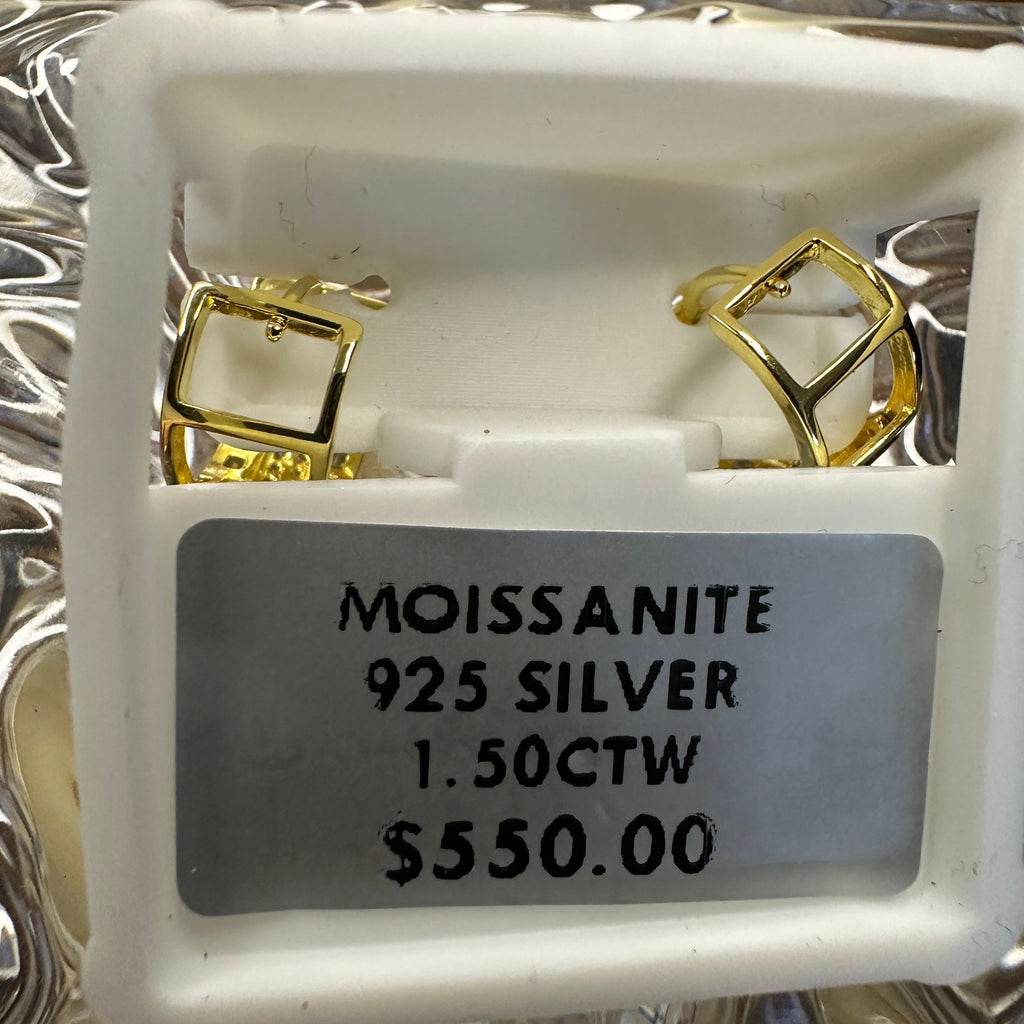 MOISSANITE
925 SILVER
1.50CTW
$550.00